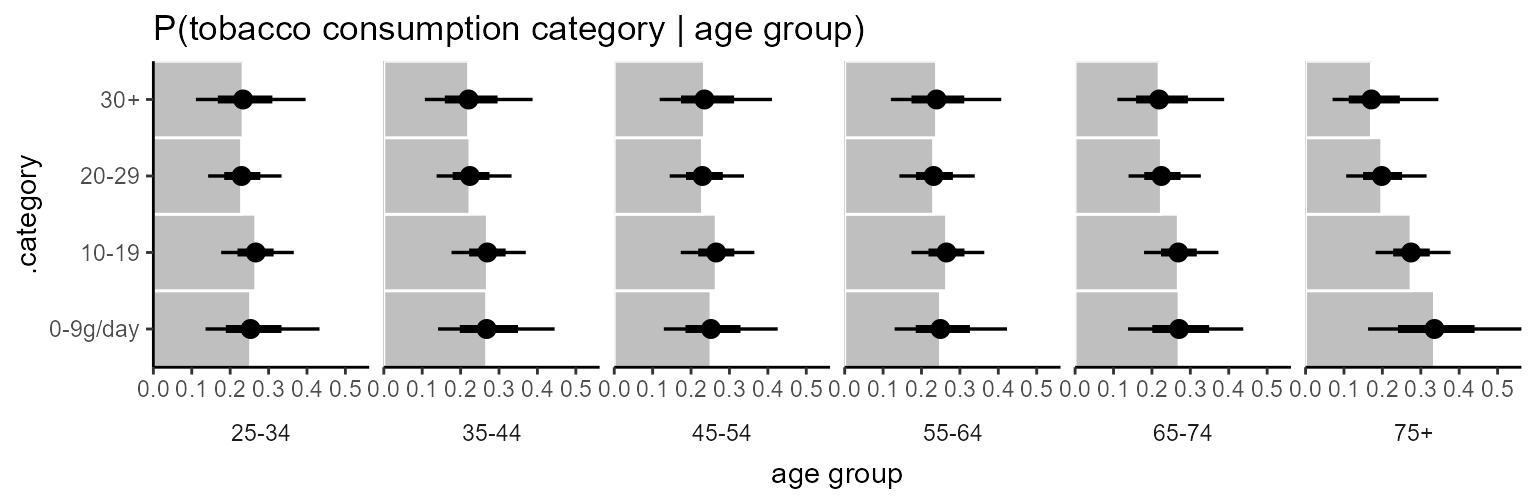 P(tobacco consumption category | age group)
.category
30+
20-29
10-19
0-9g/day
0.0 0.1 0.2 0.3 0.4 0.5 0.0 0.1 0.2 0.3 0.4 0.5 0.0 0.1 0.2 0.3 0.4 0.5 0.0 0.1 0.2 0.3 0.4 0.5 0.0 0.1 0.2 0.3 0.4 0.5 0.0 0.1 0.2 0.3 0.4 0.5
25-34 35-44 45-54 55-64 65-74 75+
age group